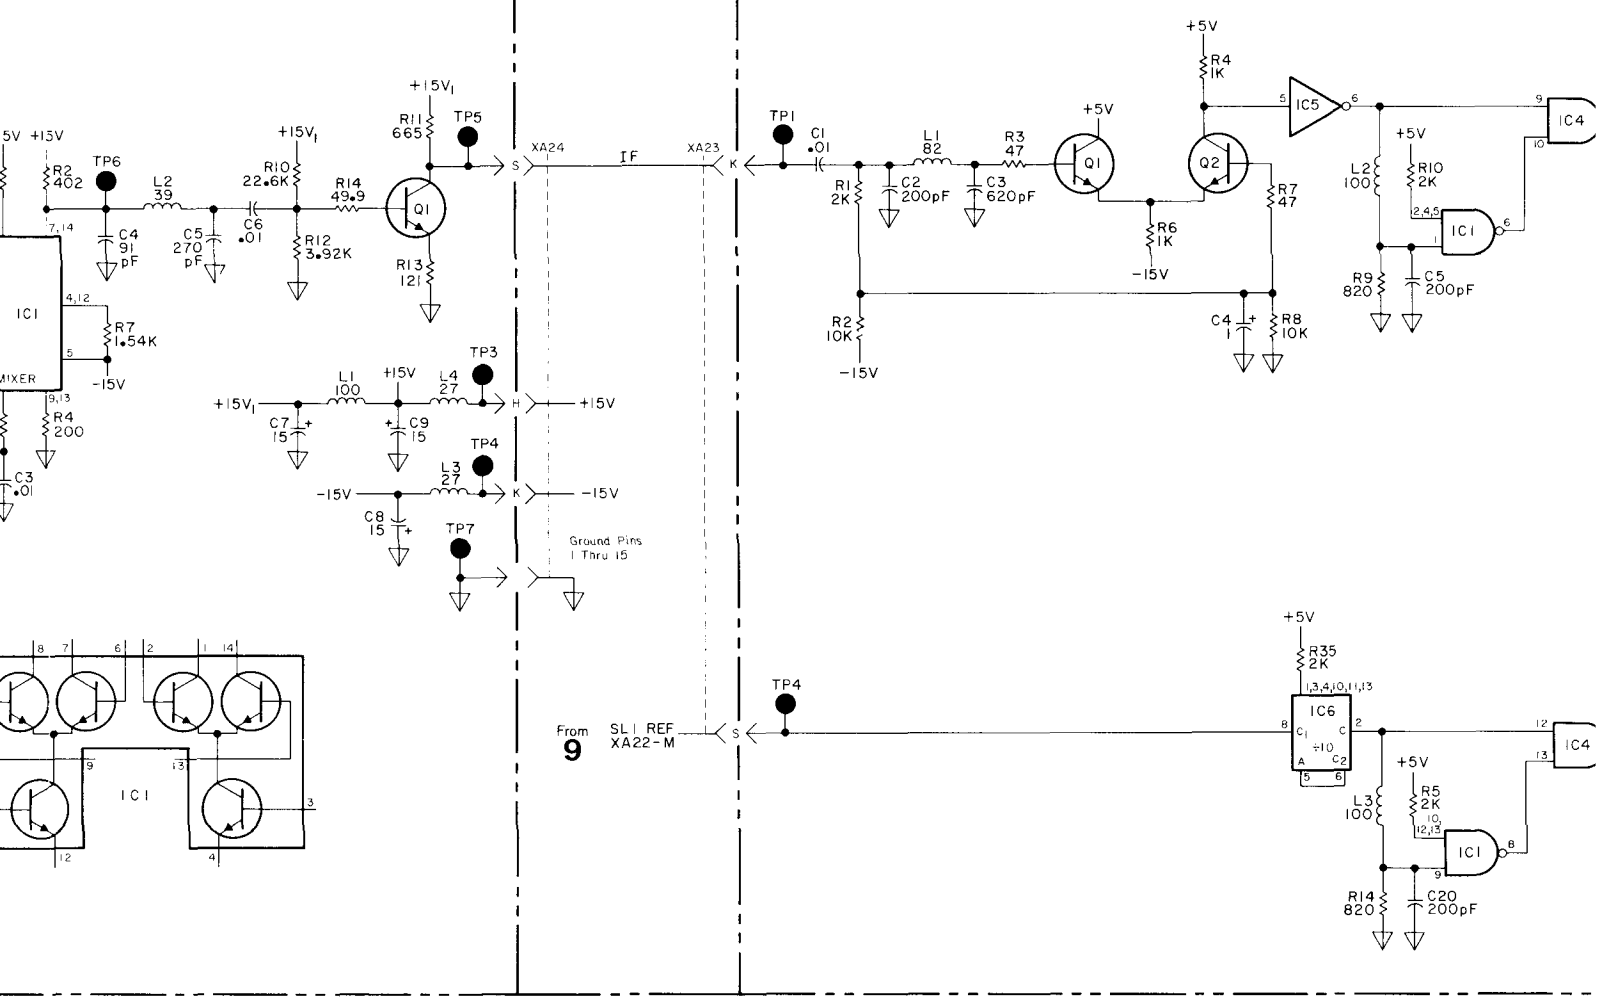 5V +15V
R2
402
TP6
L2
39
C4
91
pF
7,14
C5
270
pF
C6
.01
+15V1
R10
22.6K
R14
49.9
R12
3.92K
+15V1
R11
665
TP5
Q1
R13
121
S
XA24
IF
XA23
K
TP1
C1
.01
R1
2K
C2
200pF
L1
82
C3
620pF
R3
47
+5V
Q1
+5V
R4
1K
Q2
R6
1K
-15V
R7
47
R2
10K
-15V
C4
1
+
R8
10K
5
IC5
6
L2
100
+5V
R10
2K
2,4,5
1
IC1
6
R9
820
C5
200pF
9
10
IC4
4,12
IC1
R7
1.54K
5
-15V
MIXER
9,13
R4
200
C3
.01
+15V1
L1
100
+15V
L4
27
TP3
H
+15V
C7
15
+
+
C9
15
-15V
L3
27
TP4
K
-15V
C8
15
+
TP7
Ground Pins
1 Thru 15
8 7 6 2 1 14
9
13
IC1
3
12
4
From
9
SL1 REF
XA22-M
S
TP4
+5V
R35
2K
1,3,4,10,11,13
8
IC6
2
C1
C
÷10
A
C2
5
6
L3
100
+5V
R5
2K
10,
12,13
9
IC1
8
R14
820
C20
200pF
12
13
IC4